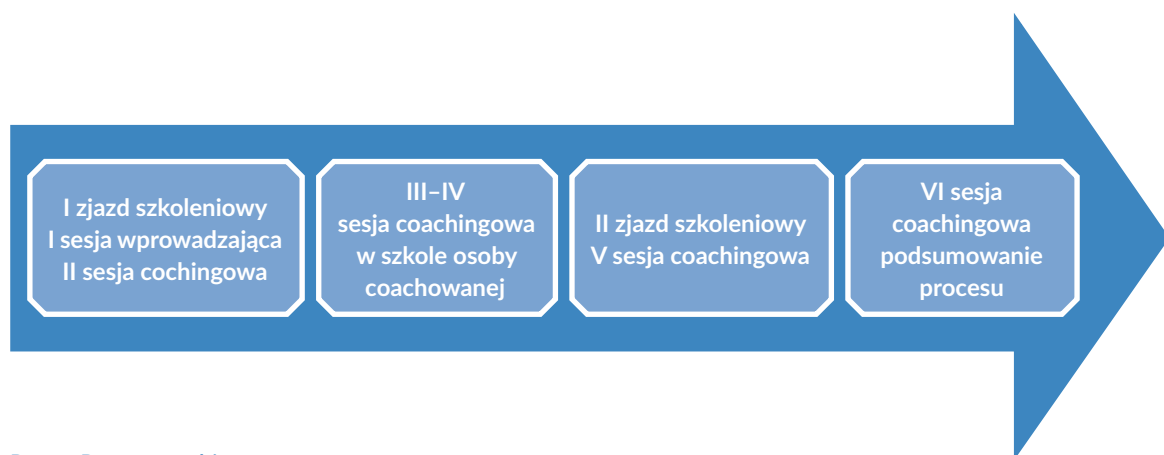 I zjazd szkoleniowy
I sesja wprowadzająca
II sesja cochingowa
III–IV
sesja coachingowa
w szkole osoby
coachowanej
II zjazd szkoleniowy
V sesja coachingowa
VI sesja
coachingowa
podsumowanie
procesu